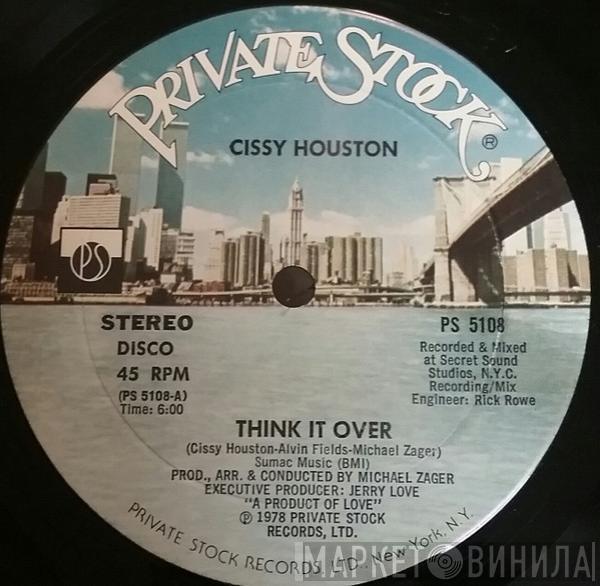 PRIVATE STOCK®
CISSY HOUSTON
PS
STEREO
DISCO
45 RPM
(PS 5108-A)
Time: 6:00
PS 5108
Recorded & Mixed
at Secret Sound
Studios, N.Y.C.
Recording/Mix
Engineer: Rick Rowe
THINK IT OVER
(Cissy Houston-Alvin Fields-Michael Zager)
Sumac Music (BMI)
PROD., ARR. & CONDUCTED BY MICHAEL ZAGER
EXECUTIVE PRODUCER: JERRY LOVE
"A PRODUCT OF LOVE"
℗ 1978 PRIVATE STOCK
RECORDS, LTD.
PRIVATE STOCK RECORDS, LTD., New York, N.Y.
МАРКЕТ ВИНИЛА